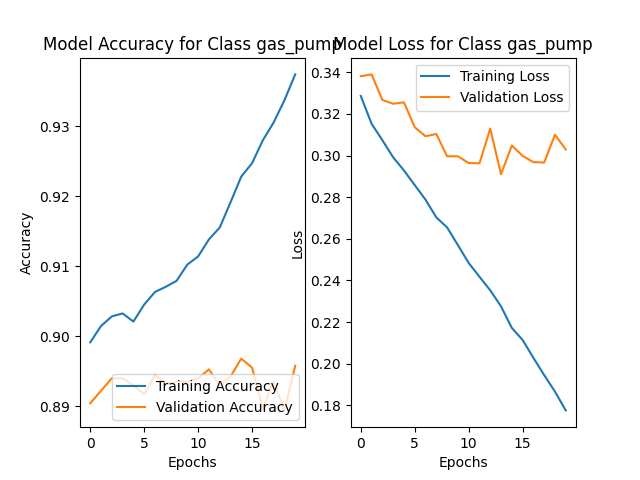 Model Accuracy for Class gas_pump
Accuracy
0.93
0.92
0.91
0.90
0.89
0
5
10
15
Epochs
Training Accuracy
Validation Accuracy
Model Loss for Class gas_pump
Loss
0.34
0.32
0.30
0.28
0.26
0.24
0.22
0.20
0.18
0
5
10
15
Epochs
Training Loss
Validation Loss